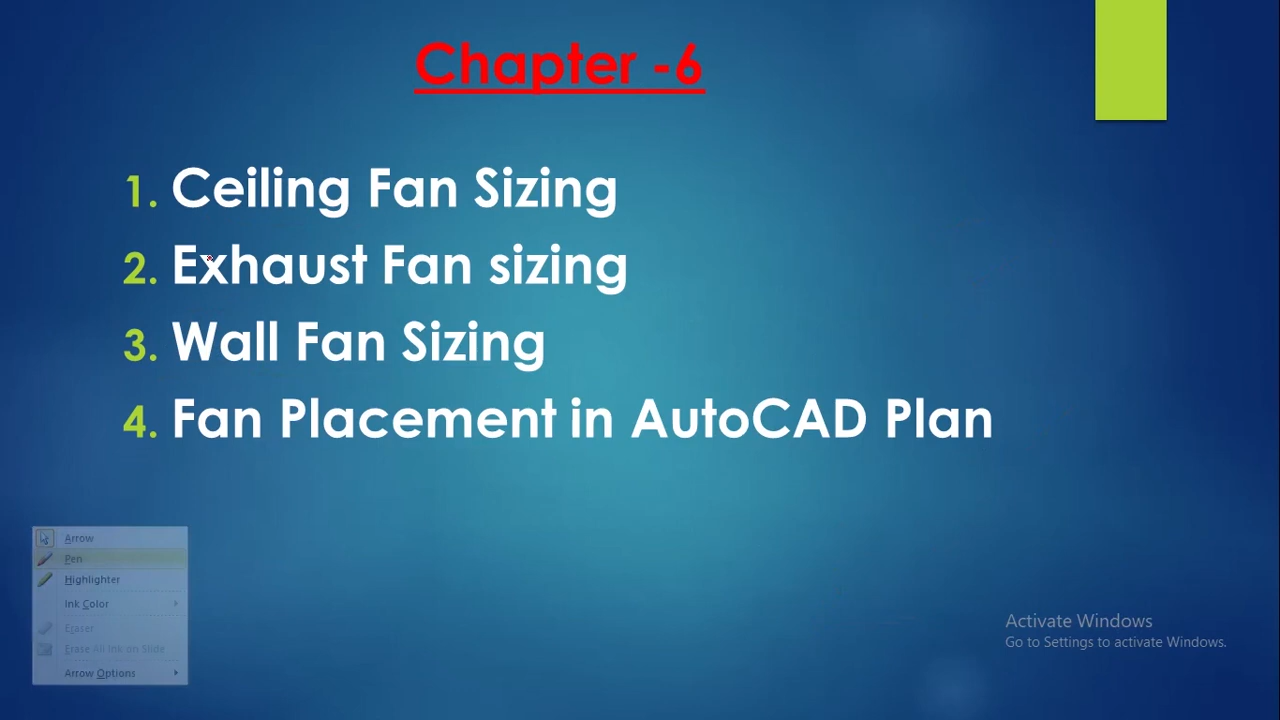 Chapter -6
1. Ceiling Fan Sizing
2. Exhaust Fan sizing
3. Wall Fan Sizing
4. Fan Placement in AutoCAD Plan
Arrow
Pen
Highlighter
Ink Color
Eraser
Erase All Ink on Slide
Arrow Options
Activate Windows
Go to Settings to activate Windows.